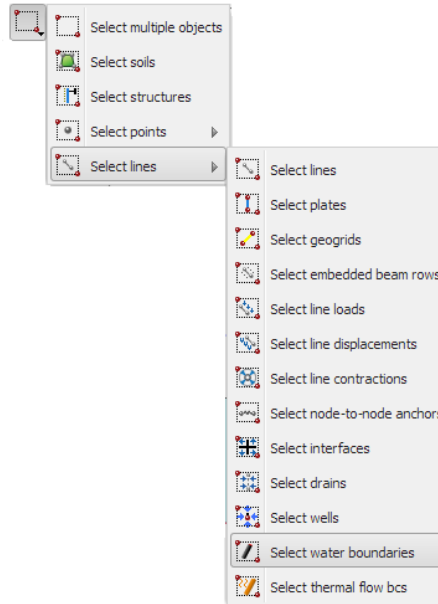 Select multiple objects
Select soils
Select structures
Select points
Select lines
Select lines
Select plates
Select geogrids
Select embedded beam rows
Select line loads
Select line displacements
Select line contractions
Select node-to-node anchors
Select interfaces
Select drains
Select wells
Select water boundaries
Select thermal flow bcs